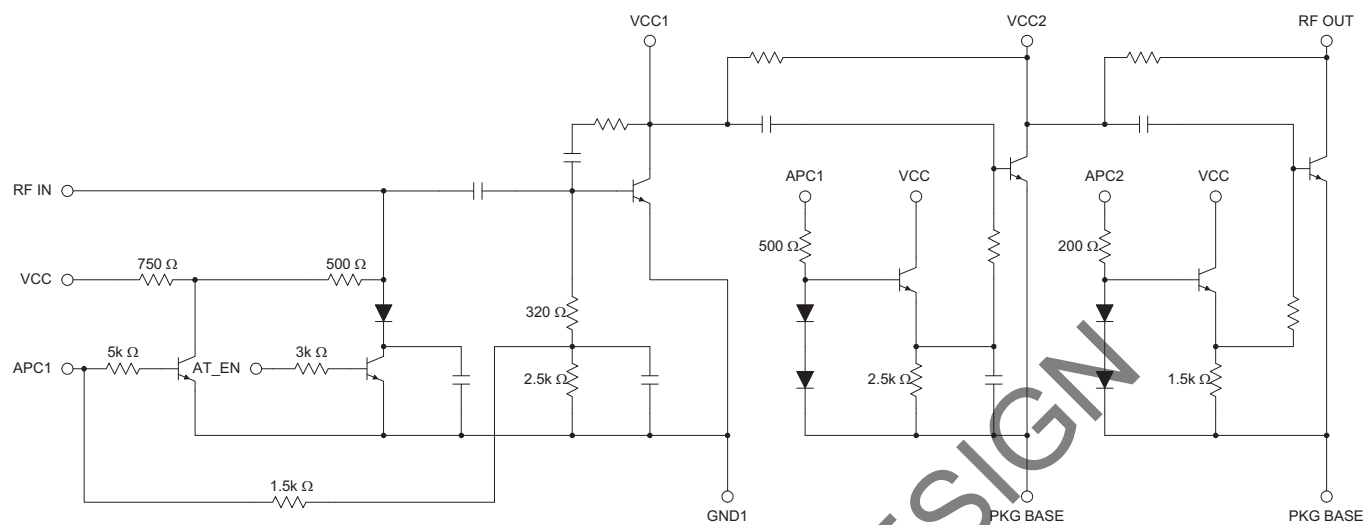 VCC1
VCC2
RF OUT
RF IN
APC1
VCC
APC2
VCC
500 Ω
200 Ω
VCC
750 Ω
500 Ω
320 Ω
APC1
5k Ω
AT_EN
3k Ω
2.5k Ω
2.5k Ω
1.5k Ω
1.5k Ω
GND1
PKG BASE
PKG BASE
ESIGN